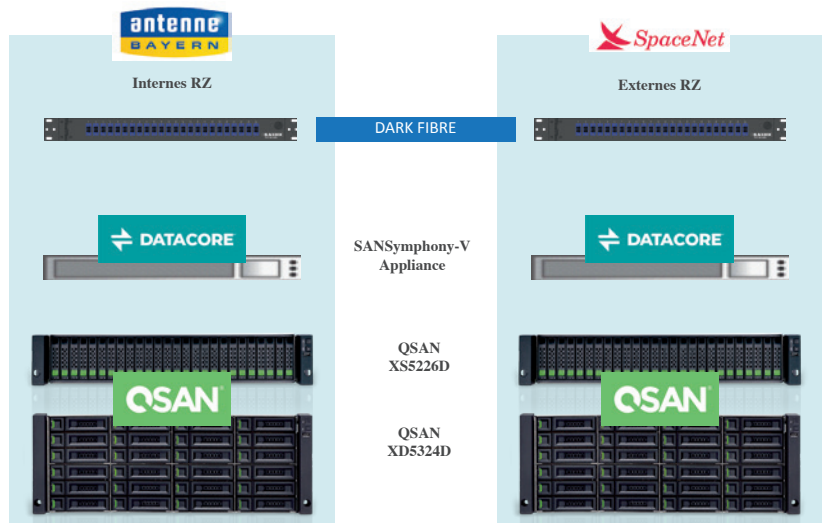 antenne
BAYERN
SpaceNet
Internes RZ
Externes RZ
DARK FIBRE
DATACORE
DATACORE
SANSymphony-V
Appliance
QSAN
XS5226D
QSAN
QSAN
QSAN
XD5324D